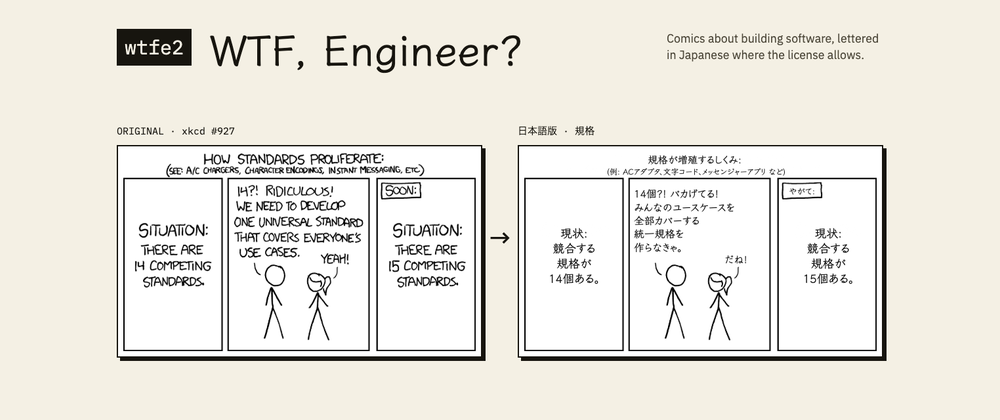 wtfe2
WTF, Engineer?
Comics about building software, lettered
in Japanese where the license allows.
ORIGINAL · xkcd #927
HOW STANDARDS PROLIFERATE:
(SEE: A/C CHARGERS, CHARACTER ENCODINGS, INSTANT MESSAGING, ETC.)
SITUATION:
THERE ARE
14 COMPETING
STANDARDS.
14?! RIDICULOUS!
WE NEED TO DEVELOP
ONE UNIVERSAL STANDARD
THAT COVERS EVERYONE'S
USE CASES.
YEAH!
SOON:
SITUATION:
THERE ARE
15 COMPETING
STANDARDS.
→
日本語版 · 規格
規格が増殖するしくみ:
(例: ACアダプタ, 文字コード, メッセンジャーアプリ など)
現状:
競合する
規格が
14個ある。
14個?! バカげてる!
みんなのユースケースを
全部カバーする
統一規格を
作らなきゃ。
だね!
やがて:
現状:
競合する
規格が
15個ある。